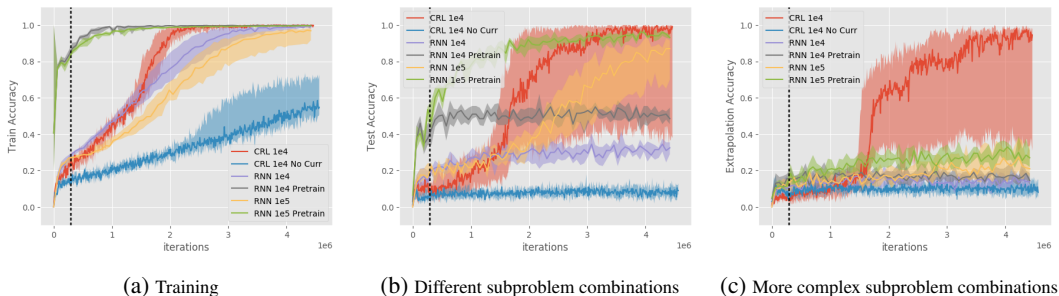 1.0
0.8
0.6
0.4
0.2
0.0
Train Accuracy
CRL 1e4
CRL 1e4 No Curr
RNN 1e4
RNN 1e4 Pretrain
RNN 1e5
RNN 1e5 Pretrain
0 1 2 3 4
1e6
iterations
(a) Training
1.0
0.8
0.6
0.4
0.2
0.0
Test Accuracy
CRL 1e4
CRL 1e4 No Curr
RNN 1e4
RNN 1e4 Pretrain
RNN 1e5
RNN 1e5 Pretrain
0 1 2 3 4
1e6
iterations
(b) Different subproblem combinations
1.0
0.8
0.6
0.4
0.2
0.0
Extrapolation Accuracy
CRL 1e4
CRL 1e4 No Curr
RNN 1e4
RNN 1e4 Pretrain
RNN 1e5
RNN 1e5 Pretrain
0 1 2 3 4
1e6
iterations
(c) More complex subproblem combinations